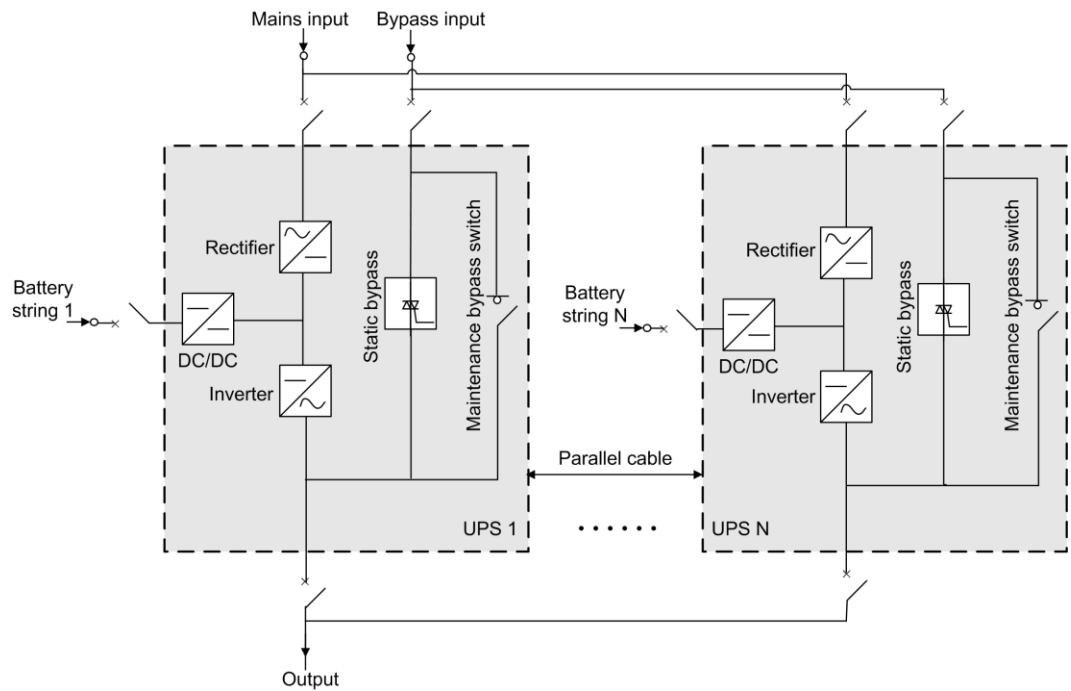 Mains input
Bypass input
Rectifier
Battery
string 1
DC/DC
Inverter
Static bypass
Maintenance bypass switch
UPS 1
Parallel cable
Rectifier
Battery
string N
DC/DC
Inverter
Static bypass
Maintenance bypass switch
UPS N
Output